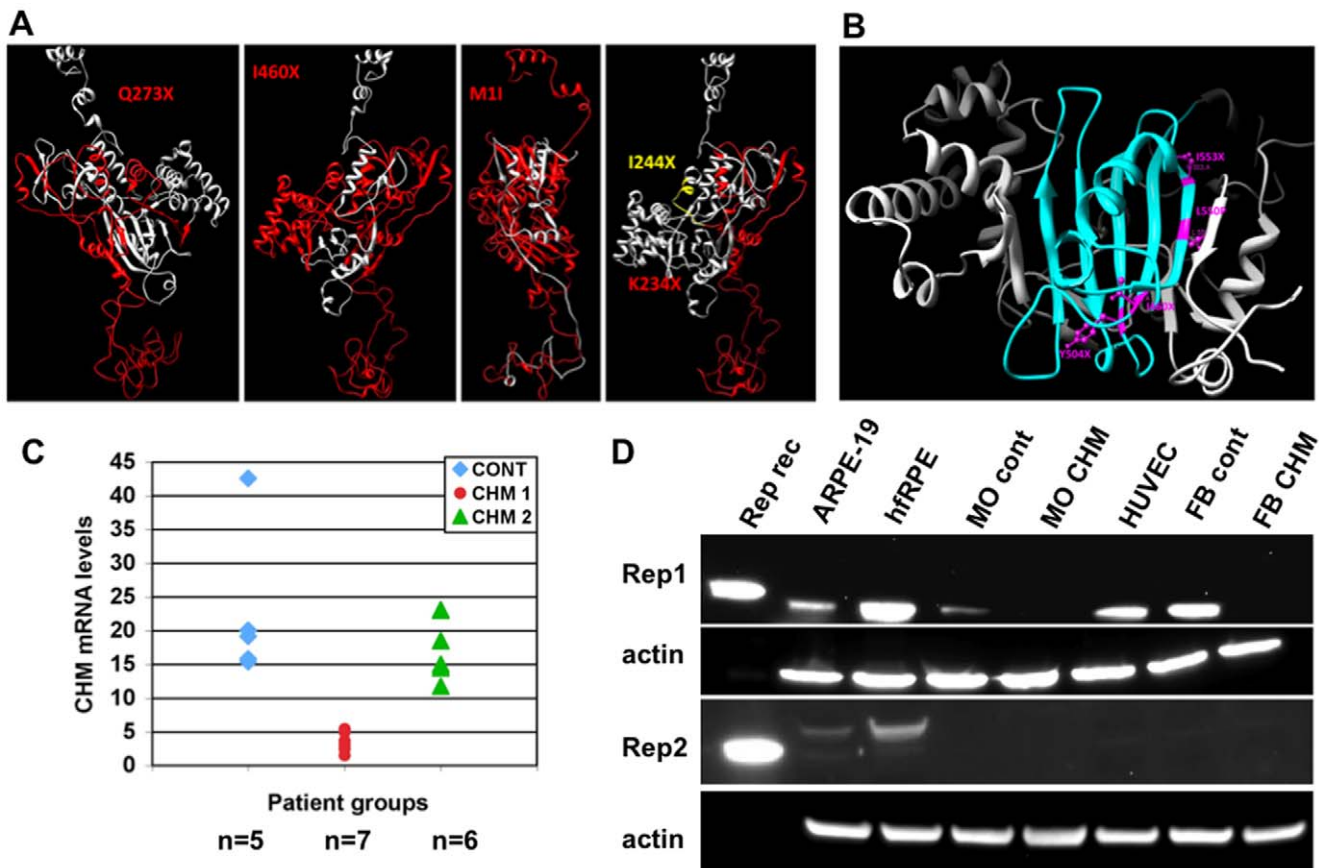 A
Q273X
I460X
M1I
I244X
K234X
B
I553X
L550P
Y504X
C
45
40
35
30
25
20
15
10
5
0
CHM mRNA levels
CONT
CHM 1
CHM 2
Patient groups
n=5 n=7 n=6
D
Rep rec ARPE-19 hfRPE MO cont MO CHM HUVEC FB cont FB CHM
Rep1
actin
Rep2
actin